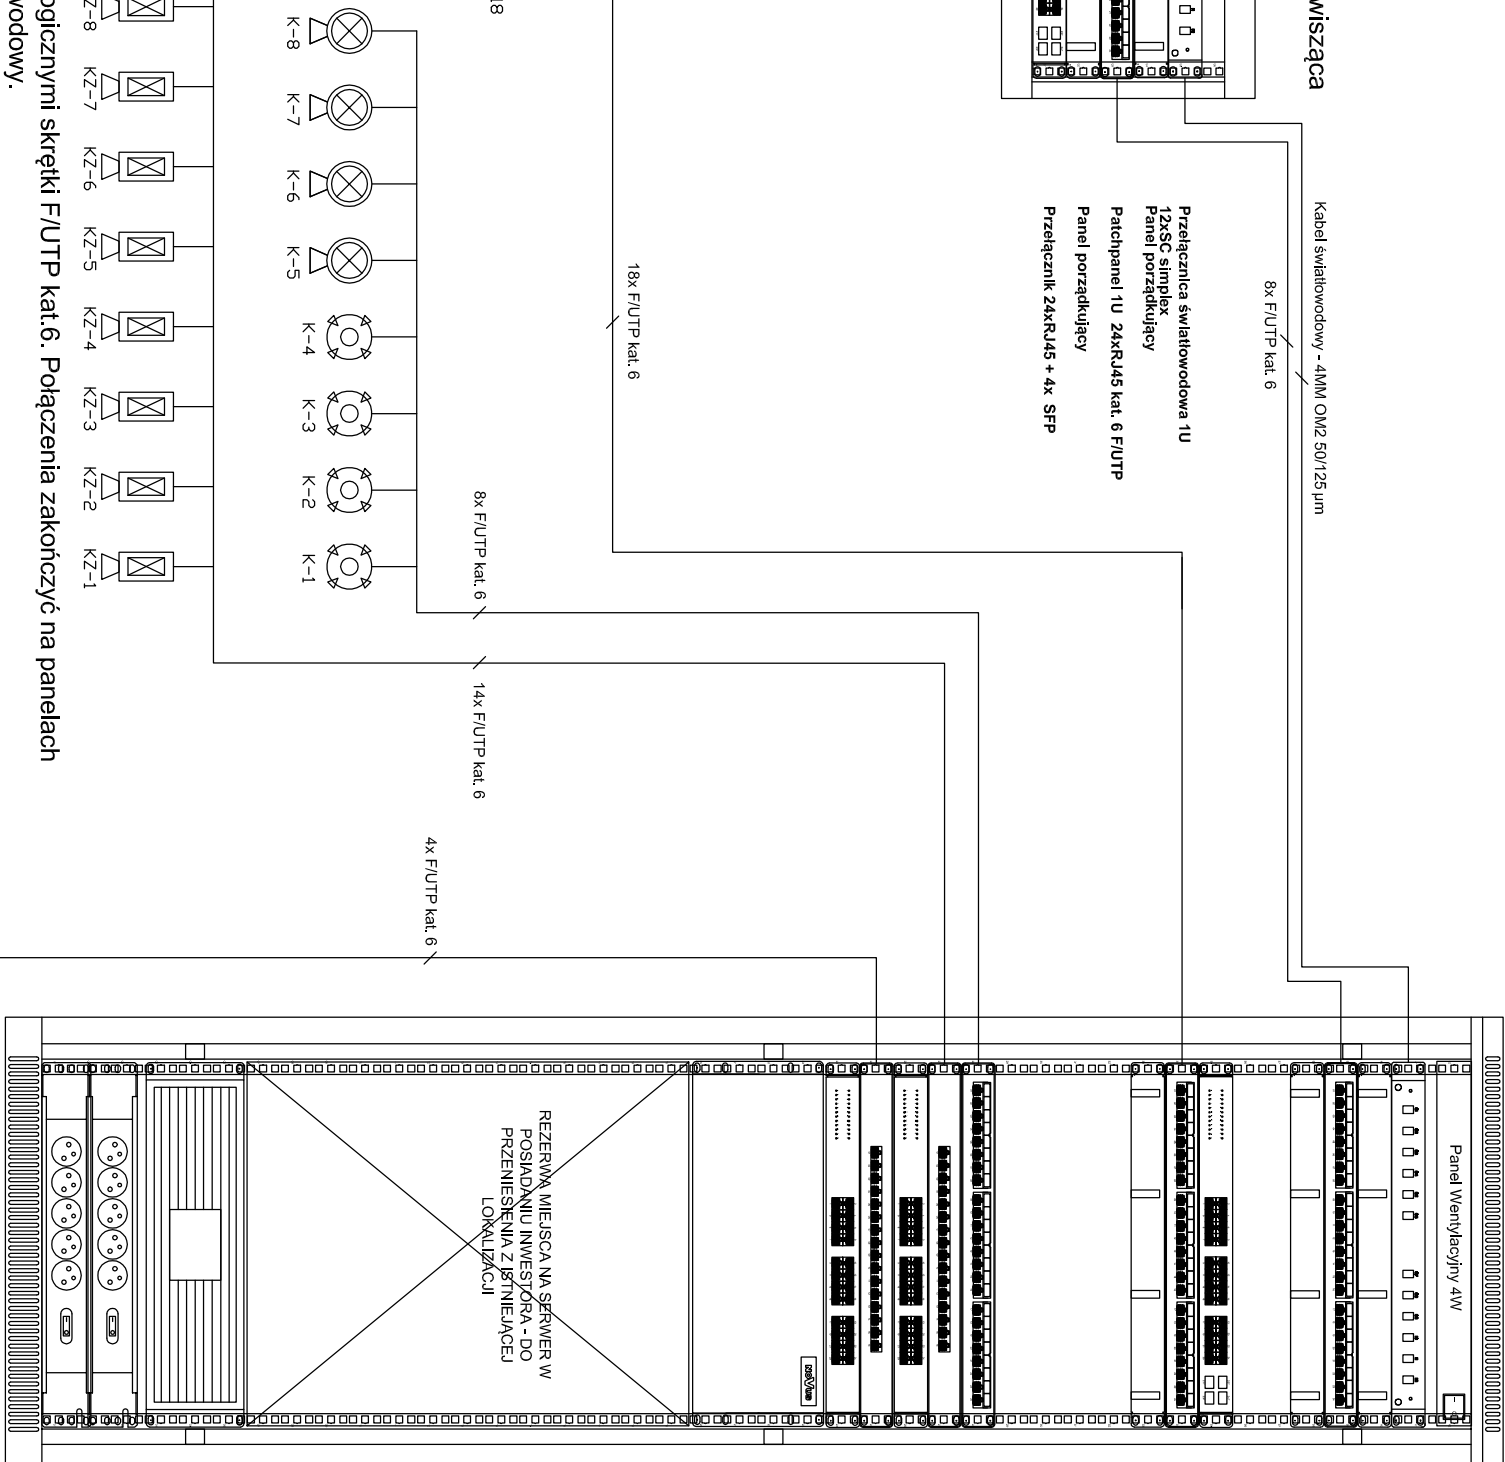 wisząca
Kabel światłowodowy - 4MM OM2 50/125 µm
8x F/UTP kat. 6
Przełącznica światłowodowa 1U
12xSC simplex
Panel porządkujący
Patchpanel 1U 24xRJ45 kat. 6 F/UTP
Panel porządkujący
Przełącznik 24xRJ45 + 4x SFP
18x F/UTP kat. 6
18
8x F/UTP kat. 6
14x F/UTP kat. 6
4x F/UTP kat. 6
K-8
K-7
K-6
K-5
K-4
K-3
K-2
K-1
KZ-8
KZ-7
KZ-6
KZ-5
KZ-4
KZ-3
KZ-2
KZ-1
ogicznymi skrętki F/UTP kat.6. Połączenia zakończyć na panelach
wodowy.
Panel Wentylacyjny 4W
NOVUS
REZERWA MIEJSCA NA SERWER W
POSIADANIU INWESTORA - DO
PRZENIESIENIA Z ISTNIEJĄCEJ
LOKALIZACJI